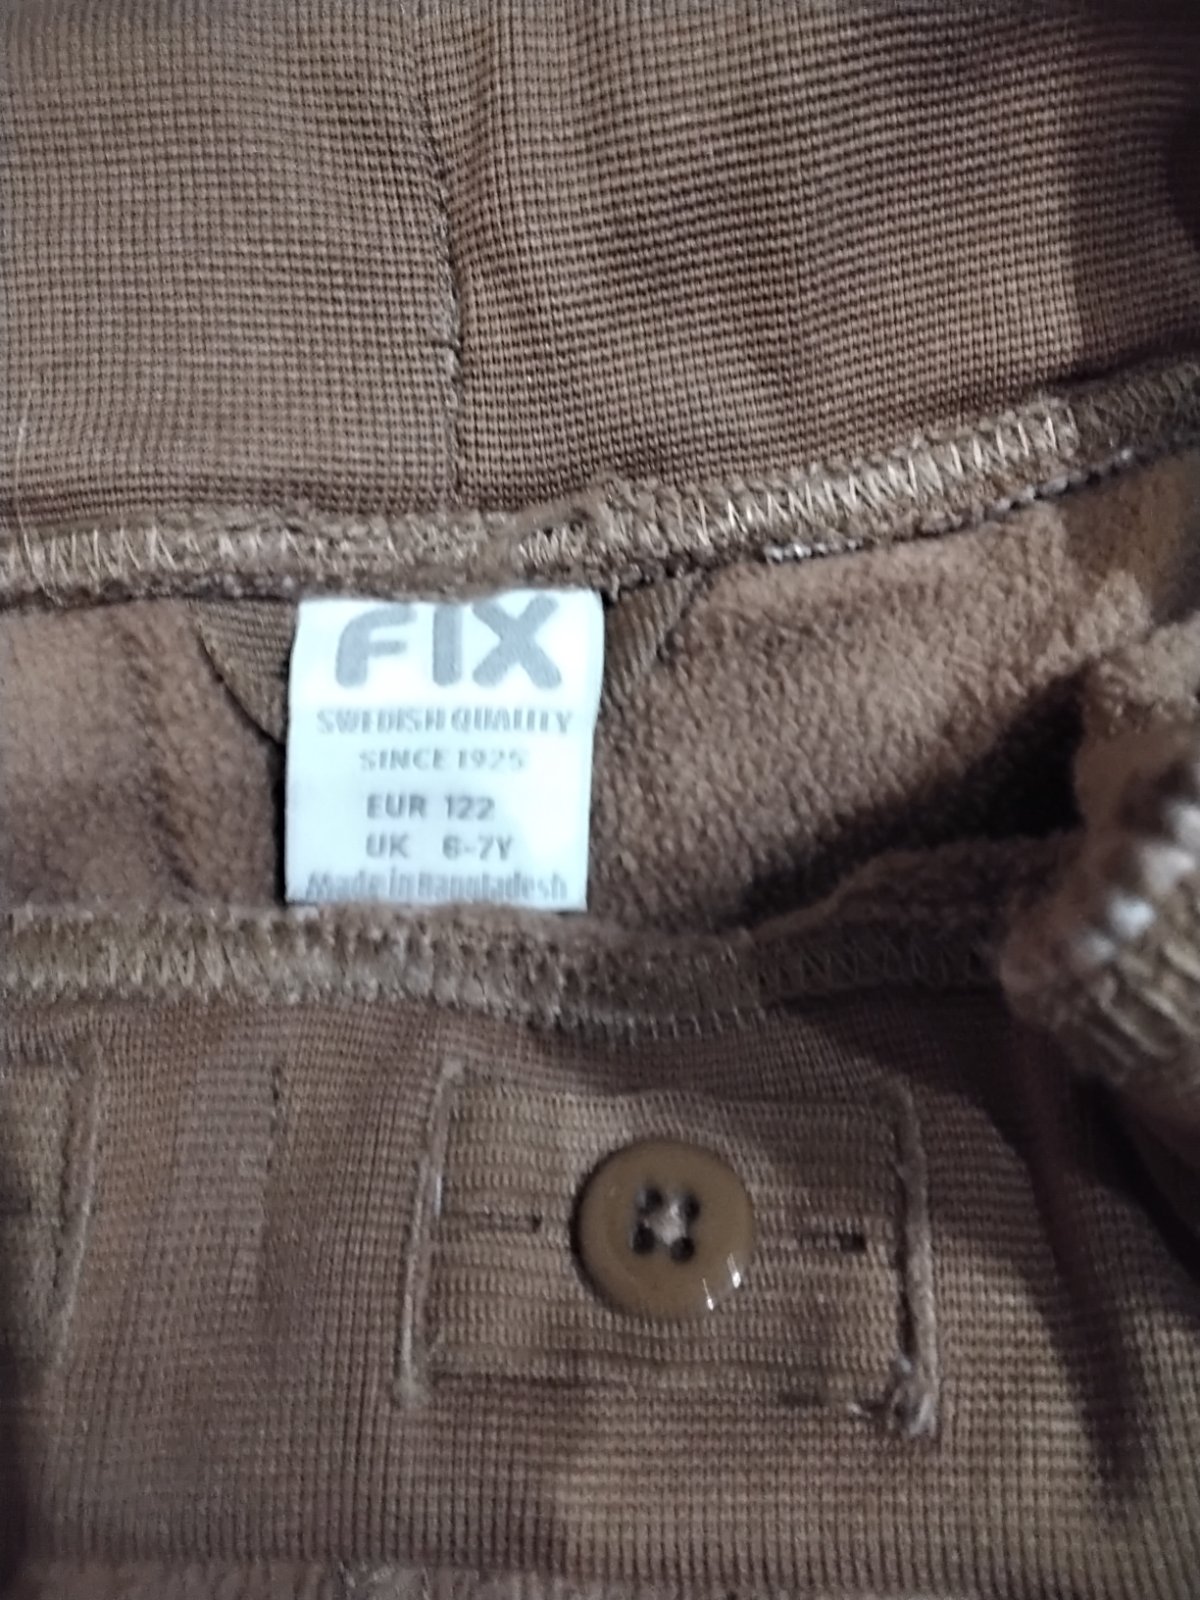 FIX
SWEDISH QUALITY
SINCE 1925
EUR 122
UK 6-7Y
Made in Bangladesh